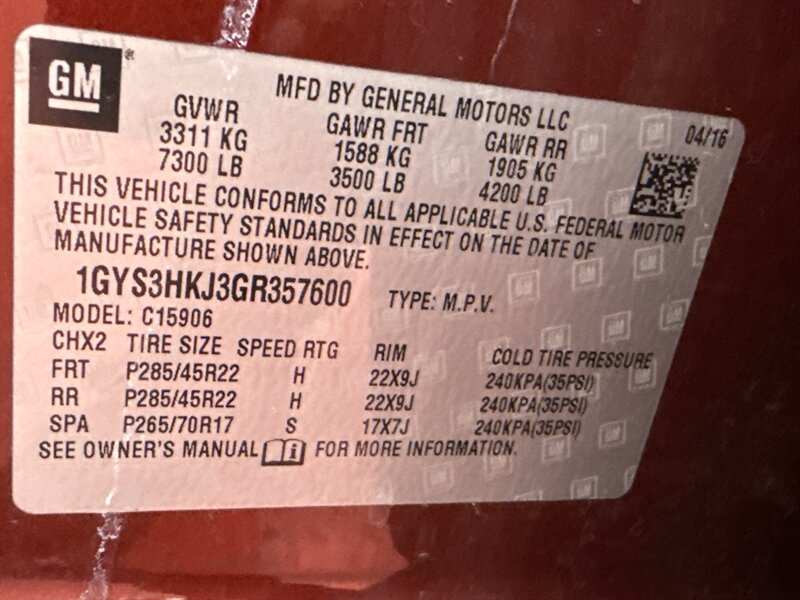 GM ®
MFD BY GENERAL MOTORS LLC
04/16
GVWR GAWR FRT GAWR RR
3311 KG 1588 KG 1905 KG
7300 LB 3500 LB 4200 LB
THIS VEHICLE CONFORMS TO ALL APPLICABLE U.S. FEDERAL MOTOR
VEHICLE SAFETY STANDARDS IN EFFECT ON THE DATE OF
MANUFACTURE SHOWN ABOVE.
1GYS3HKJ3GR357600 TYPE: M.P.V.
MODEL: C15906
CHX2 TIRE SIZE SPEED RTG RIM COLD TIRE PRESSURE
FRT P285/45R22 H 22X9J 240KPA(35PSI)
RR P285/45R22 H 22X9J 240KPA(35PSI)
SPA P265/70R17 S 17X7J 240KPA(35PSI)
SEE OWNER'S MANUAL FOR MORE INFORMATION.